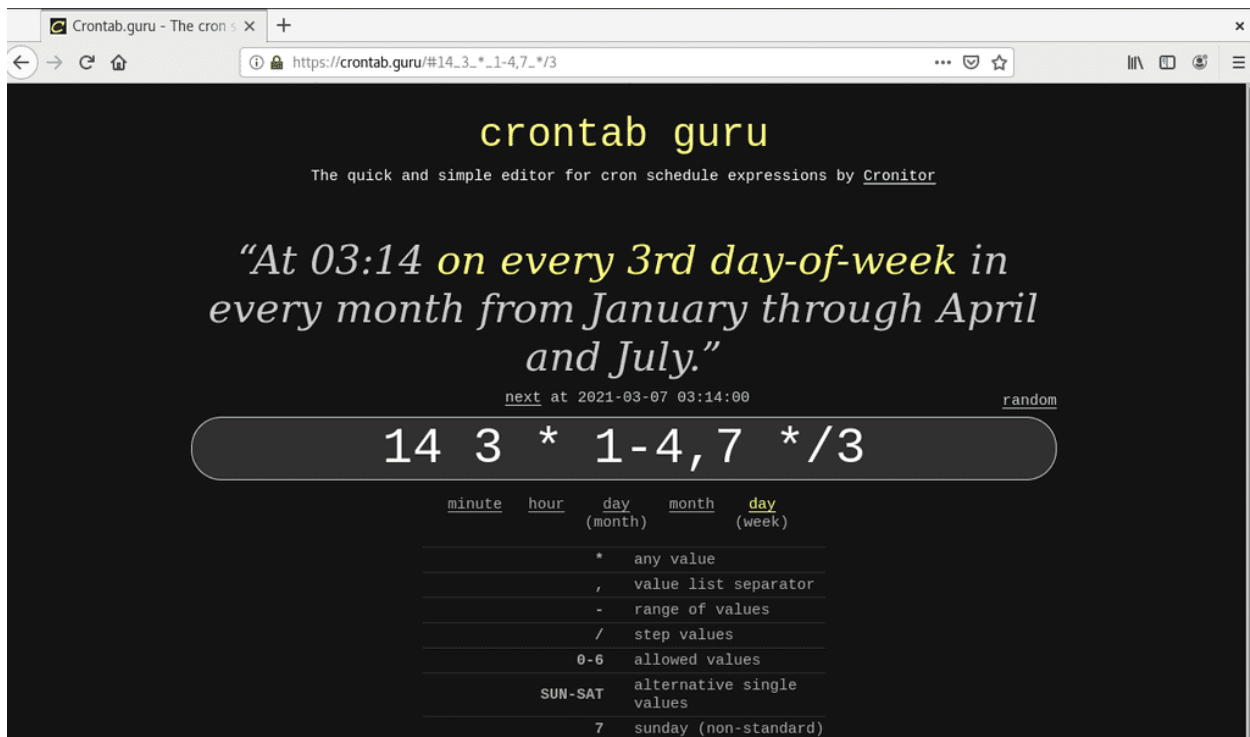 Crontab.guru - The cron s
https://crontab.guru/#14_3_*_1-4,7_*/3
crontab guru
The quick and simple editor for cron schedule expressions by Cronitor
“At 03:14 on every 3rd day-of-week in
every month from January through April
and July.”
next at 2021-03-07 03:14:00
random
14 3 * 1-4,7 */3
minute hour day month day
(month) (week)
* any value
, value list separator
- range of values
/ step values
0-6 allowed values
SUN-SAT alternative single
values
7 sunday (non-standard)